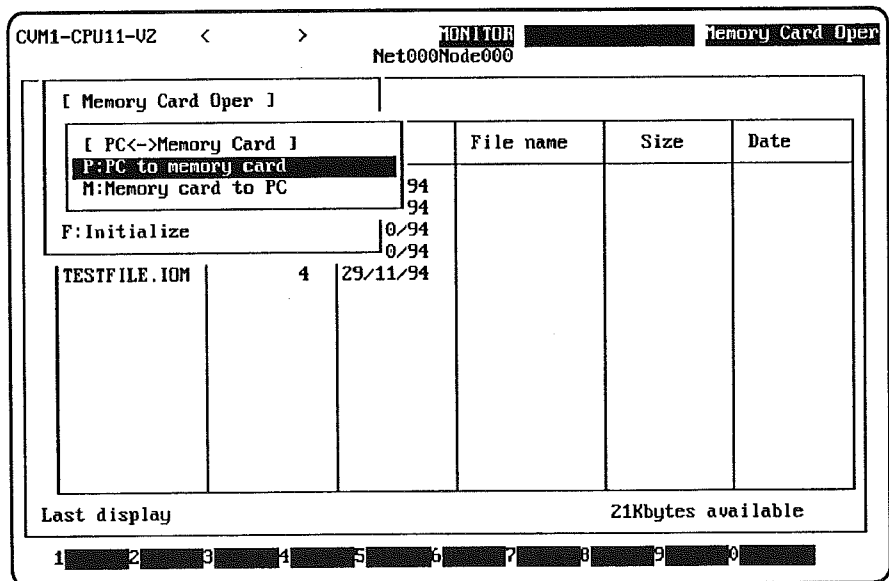 CVM1-CPU11-V2 < > MONITOR Memory Card Oper
Net000Node000
[ Memory Card Oper ]
[ PC<->Memory Card ]
P:PC to memory card
M:Memory card to PC
F:Initialize
File name Size Date
94
94
0/94
0/94
TESTFILE.IOM 4 29/11/94
Last display 21Kbytes available
1 2 3 4 5 6 7 8 9 0